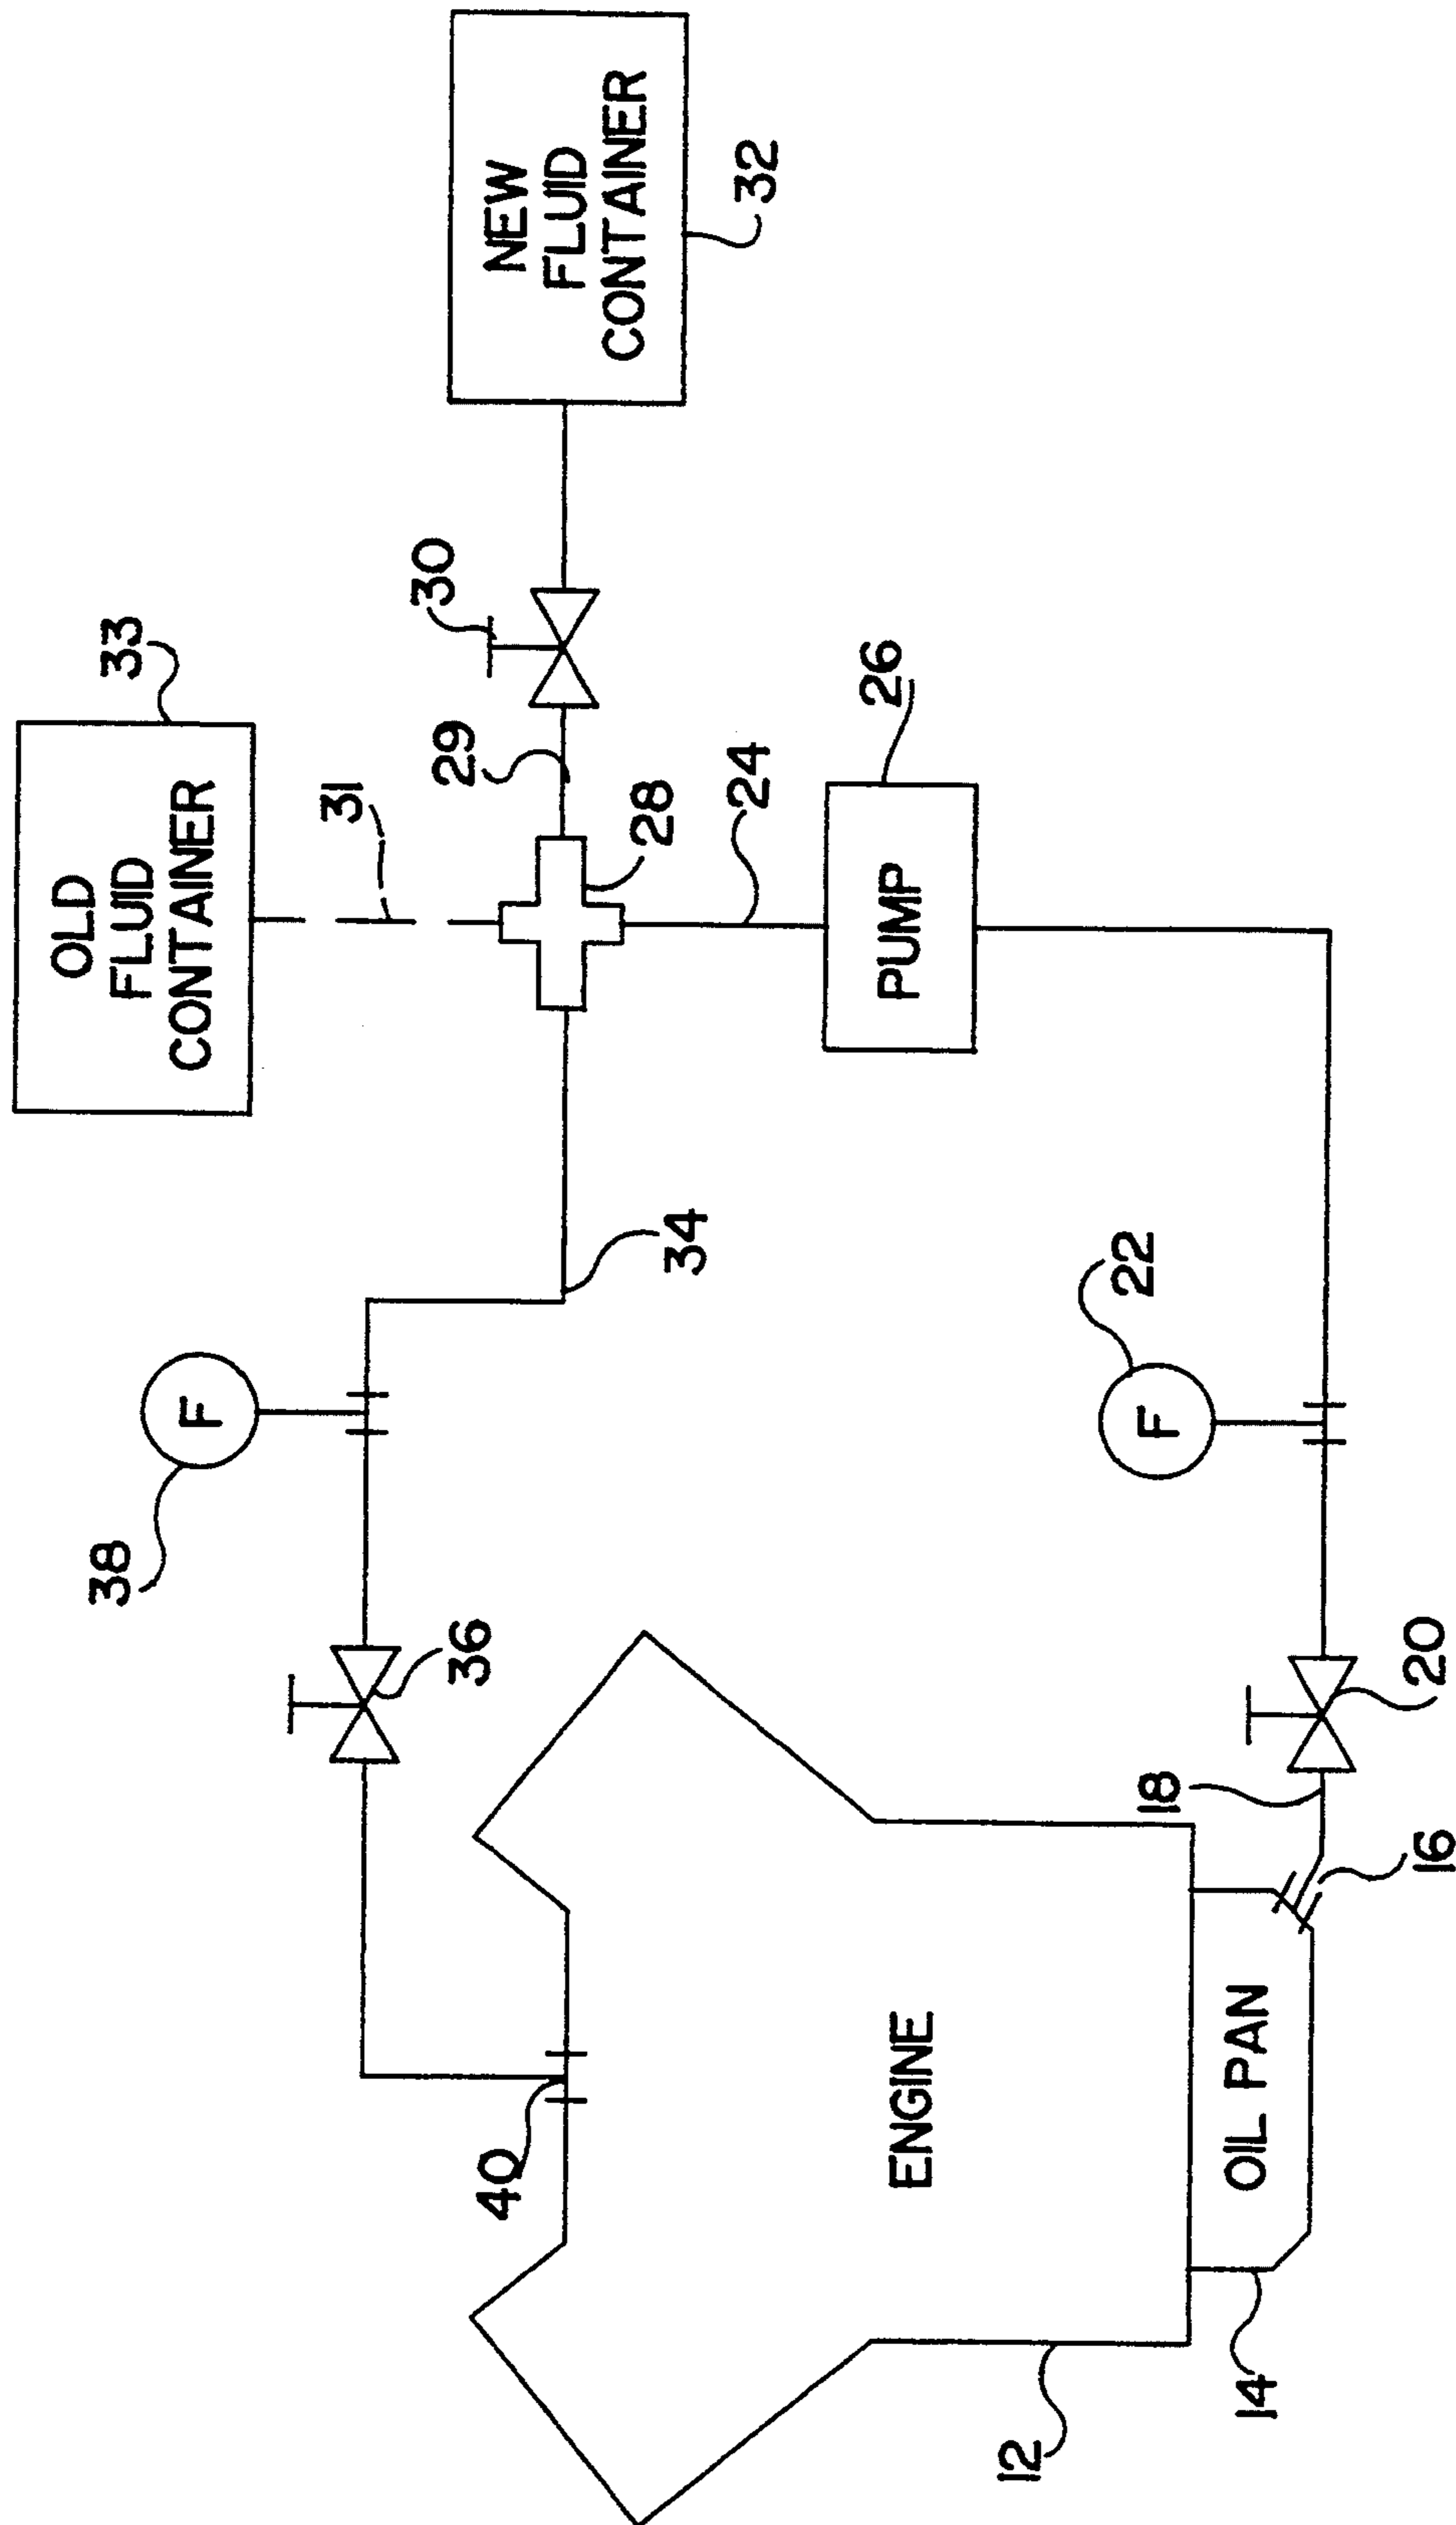 OLD
FLUID
CONTAINER
33
31
NEW
FLUID
CONTAINER
32
30
29
28
24
26
PUMP
34
F
38
36
40
F
22
20
18
16
ENGINE
OIL PAN
12
14